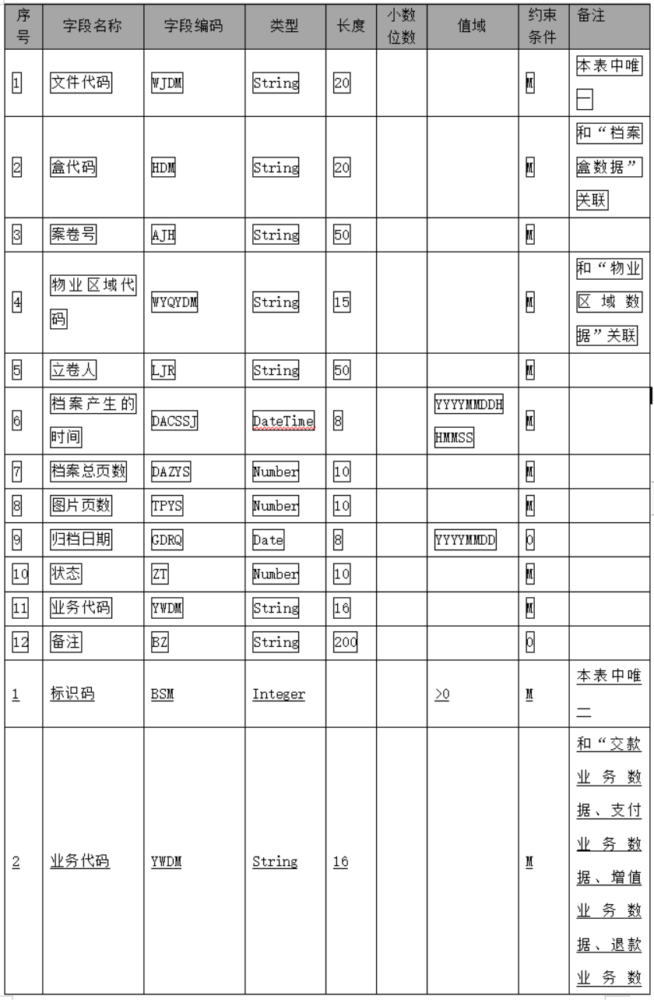 序号 字段名称 字段编码 类型 长度 小数位数 值域 约束条件 备注
1 文件代码 WJDM String 20 M 本表中唯一
2 盒代码 HDM String 20 M 和“档案盒数据”关联
3 案卷号 AJH String 50 M
4 物业区域代码 WYQYDM String 15 M 和“物业区域数据”关联
5 立卷人 LJR String 50 M
6 档案产生的时间 DACSSJ DateTime 8 YYYYMMDDHHMMSS M
7 档案总页数 DAZYS Number 10 M
8 图片页数 TPYS Number 10 M
9 归档日期 GDRQ Date 8 YYYYMMDD O
10 状态 ZT Number 10 M
11 业务代码 YWDM String 16 M
12 备注 BZ String 200 O
1 标识码 BSM Integer >0 M 本表中唯一
2 业务代码 YWDM String 16 M 和“交款业务数据、支付业务数据、增值业务数据、退款业务数